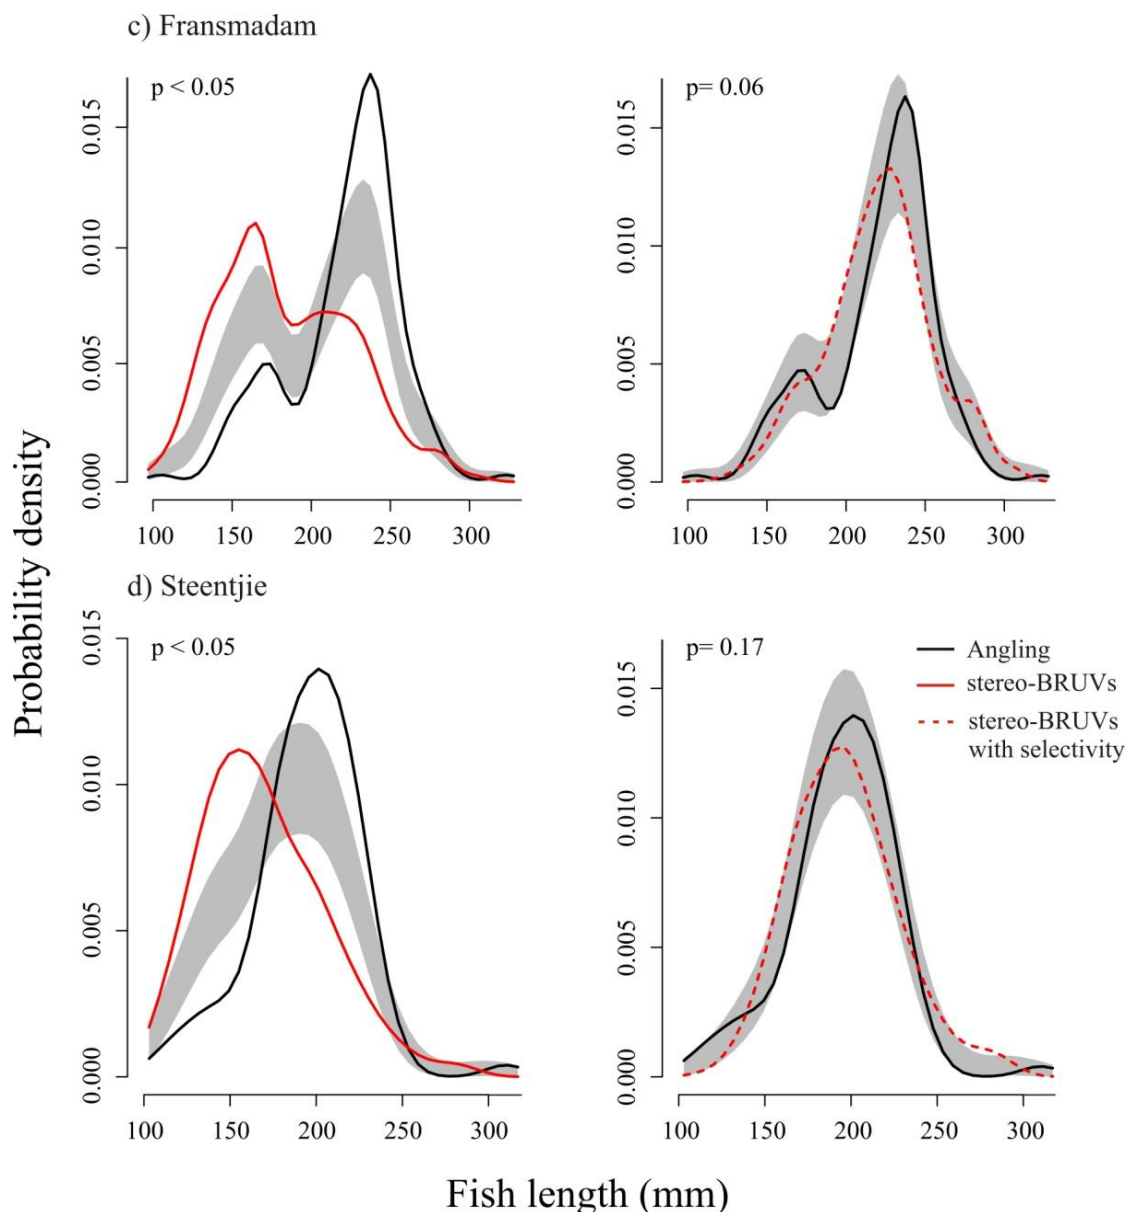 c) Fransmadam
p < 0.05
p= 0.06
0.015
0.010
0.005
0.000
100 150 200 250 300
0.015
0.010
0.005
0.000
100 150 200 250 300
d) Steentjie
p < 0.05
p= 0.17
0.015
0.010
0.005
0.000
100 150 200 250 300
0.015
0.010
0.005
0.000
100 150 200 250 300
Angling
stereo-BRUVs
stereo-BRUVs
with selectivity
Probability density
Fish length (mm)